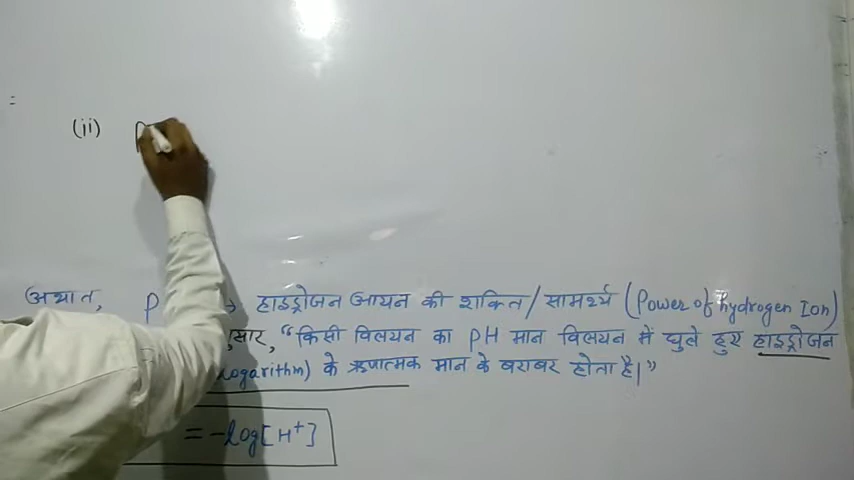 =
(ii) P
अर्थात, P → हाइड्रोजन आयन की शक्ति/सामर्थ्य (Power of hydrogen Ion)
सार, “किसी विलयन का PH मान विलयन में घुले हुए हाइड्रोजन
logarithm) के ऋणात्मक मान के बराबर होता है।”
= -log[H⁺]